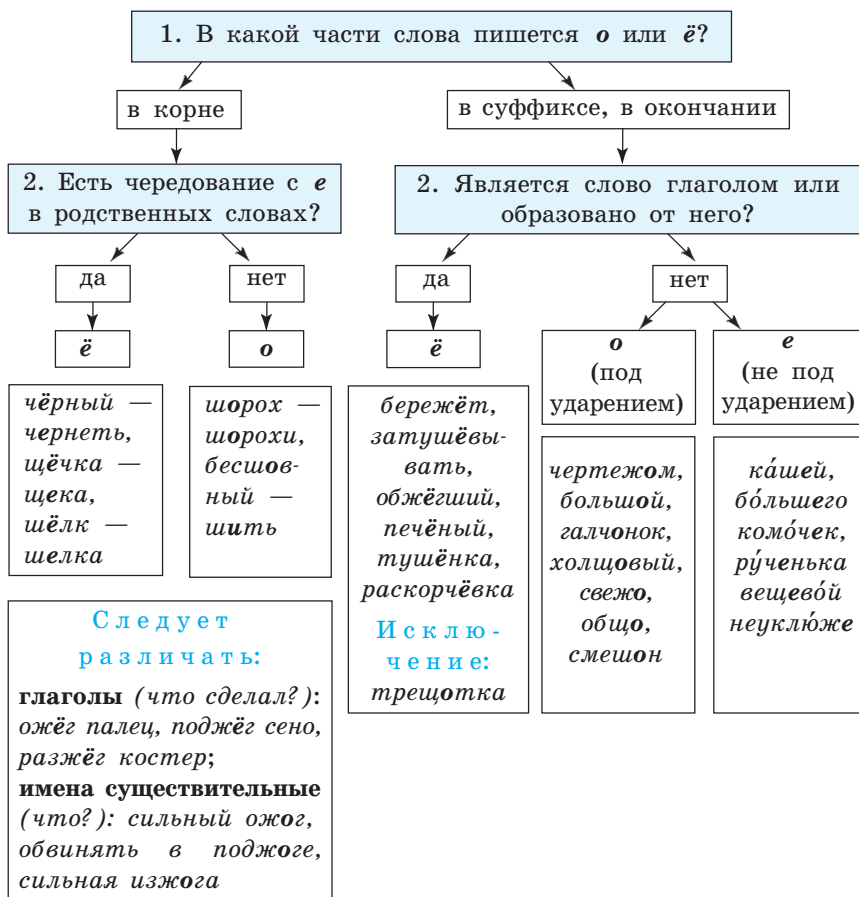 1. В какой части слова пишется о или ё?
в корне
в суффиксе, в окончании
2. Есть чередование с е
в родственных словах?
2. Является слово глаголом или
образовано от него?
да
нет
да
нет
ё
о
ё
о
(под
ударением)
е
(не под
ударением)
чёрный —
чернеть,
щёчка —
щека,
шёлк —
шелка
шорох —
шорохи,
бесшов-
ный —
шить
бережёт,
затушёвы-
вать,
обжёгший,
печёный,
тушёнка,
раскорчёвка
Исклю-
чение:
трещотка
чертежом,
большой,
галчонок,
холщовый,
свежо,
общо,
смешон
ка́шей,
бо́льшего
комо́чек,
ру́ченька
вещево́й
неуклю́же
Следует
различать:
глаголы (что сделал?):
ожёг палец, поджёг сено,
разжёг костер;
имена существительные
(что?): сильный ожог,
обвинять в поджоге,
сильная изжога